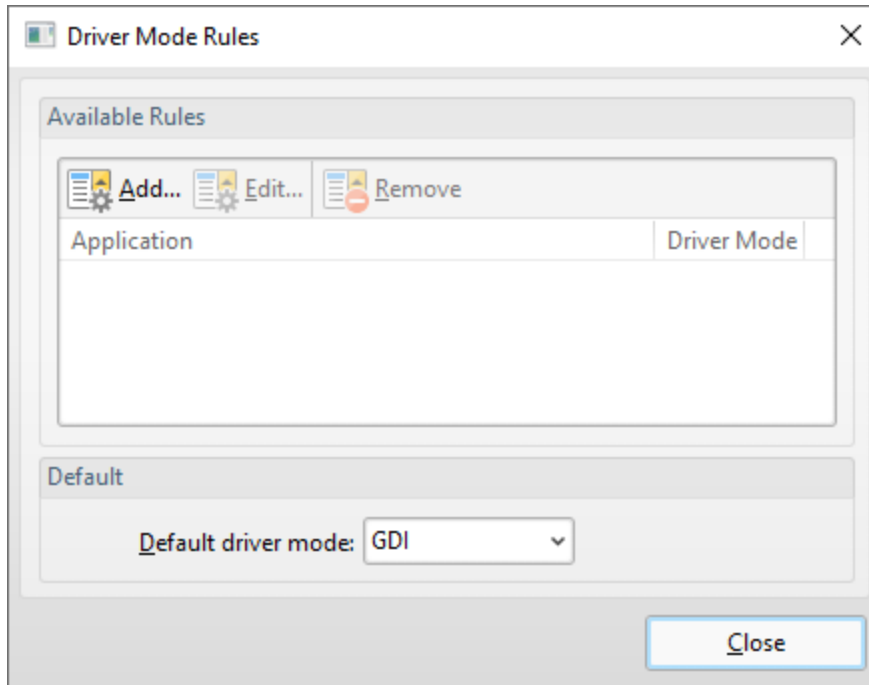 Driver Mode Rules
Available Rules
Add... Edit... Remove
Application Driver Mode
Default
Default driver mode: GDI
Close